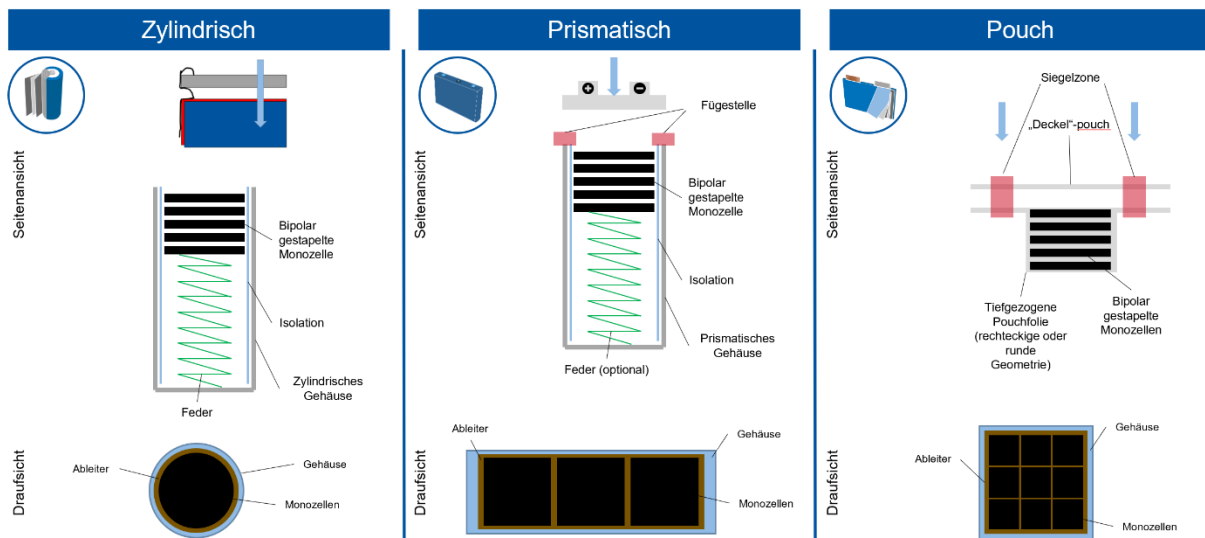 Zylindrisch
Seitenansicht
Bipolar
gestapelte
Monozelle
Isolation
Zylindrisches
Gehäuse
Feder
Draufsicht
Ableiter
Gehäuse
Monozellen
Prismatisch
Seitenansicht
+
−
Fügestelle
Bipolar
gestapelte
Monozelle
Isolation
Prismatisches
Gehäuse
Feder (optional)
Draufsicht
Ableiter
Gehäuse
Monozellen
Pouch
Seitenansicht
Siegelzone
„Deckel“-pouch
Tiefgezogene
Pouchfolie
(rechteckige oder
runde
Geometrie)
Bipolar
gestapelte
Monozellen
Draufsicht
Ableiter
Gehäuse
Monozellen